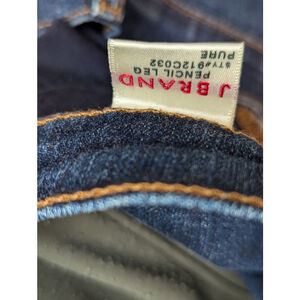 J BRAND
PENCIL LEG
STY#912C032
PURE